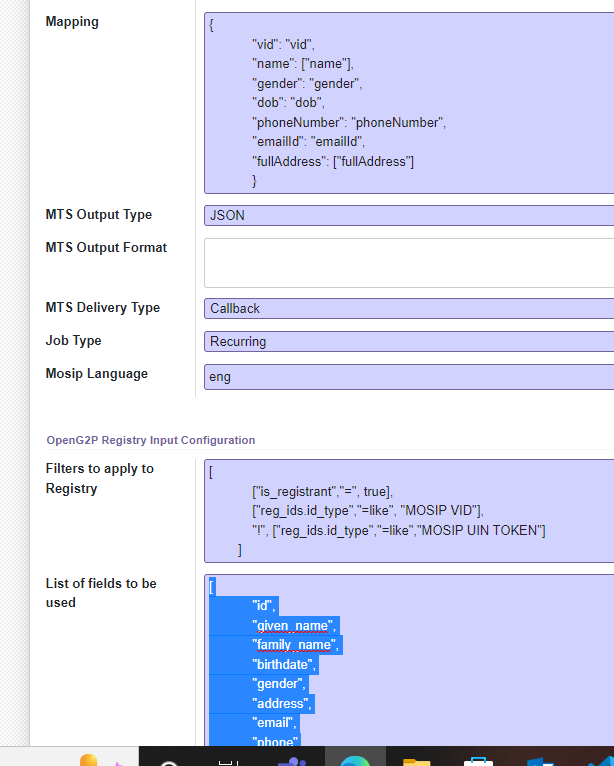 Mapping
{
"vid": "vid",
"name": ["name"],
"gender": "gender",
"dob": "dob",
"phoneNumber": "phoneNumber",
"emailId": "emailId",
"fullAddress": ["fullAddress"]
}
MTS Output Type
JSON
MTS Output Format
MTS Delivery Type
Callback
Job Type
Recurring
Mosip Language
eng
OpenG2P Registry Input Configuration
Filters to apply to
Registry
[
["is_registrant","=", true],
["reg_ids.id_type","=like", "MOSIP VID"],
"!", ["reg_ids.id_type","=like","MOSIP UIN TOKEN"]
]
List of fields to be
used
[
"id",
"given_name",
"family_name",
"birthdate",
"gender",
"address",
"email",
"phone"